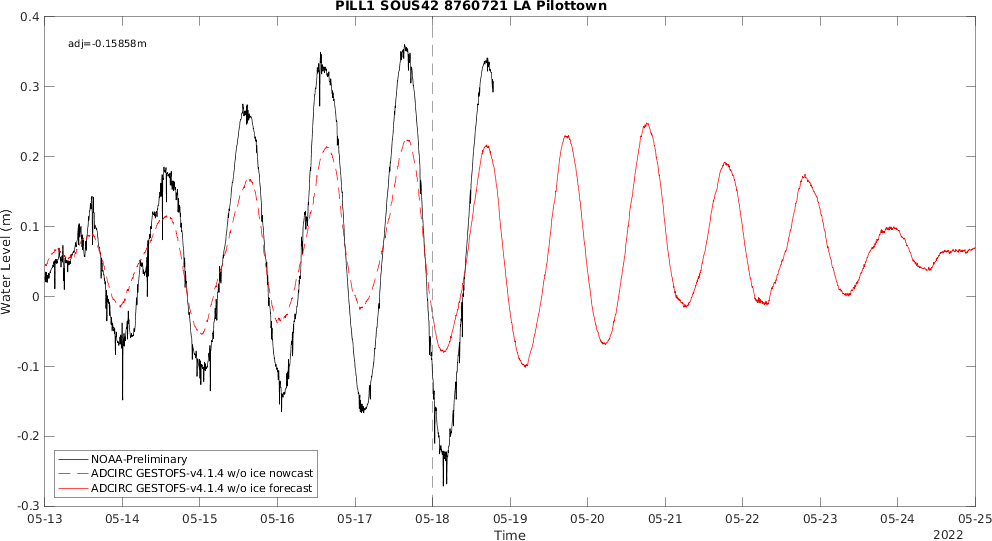 PILL1 SOUS42 8760721 LA Pilottown
adj=-0.15858m
Water Level (m)
0.4
0.3
0.2
0.1
0
-0.1
-0.2
-0.3
NOAA-Preliminary
ADCIRC GESTOFS-v4.1.4 w/o ice nowcast
ADCIRC GESTOFS-v4.1.4 w/o ice forecast
05-13 05-14 05-15 05-16 05-17 05-18 05-19 05-20 05-21 05-22 05-23 05-24 05-25
Time
2022